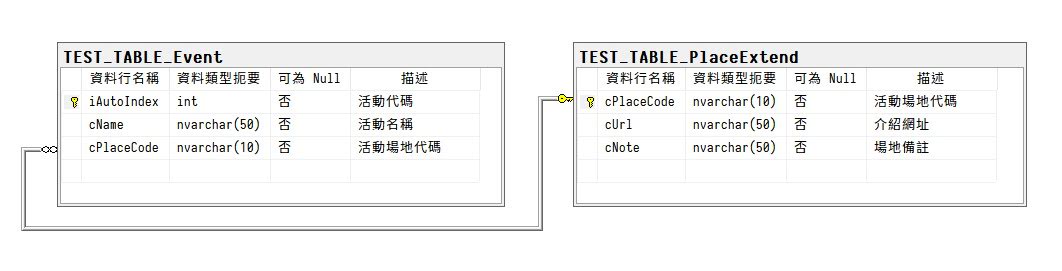 TEST_TABLE_Event
資料行名稱 資料類型扼要 可為 Null 描述
iAutoIndex int 否 活動代碼
cName nvarchar(50) 否 活動名稱
cPlaceCode nvarchar(10) 否 活動場地代碼
TEST_TABLE_PlaceExtend
資料行名稱 資料類型扼要 可為 Null 描述
cPlaceCode nvarchar(10) 否 活動場地代碼
cUrl nvarchar(50) 否 介紹網址
cNote nvarchar(50) 否 場地備註